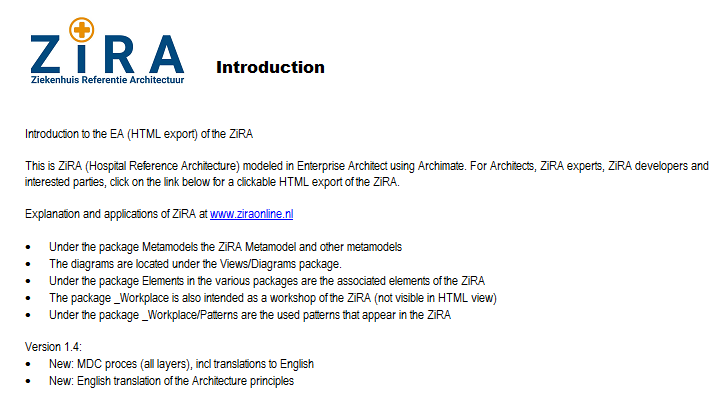 ZiRA
Ziekenhuis Referentie Architectuur
Introduction
Introduction to the EA (HTML export) of the ZiRA
This is ZiRA (Hospital Reference Architecture) modeled in Enterprise Architect using Archimate. For Architects, ZiRA experts, ZiRA developers and
interested parties, click on the link below for a clickable HTML export of the ZiRA.
Explanation and applications of ZiRA at www.ziraonline.nl
• Under the package Metamodels the ZiRA Metamodel and other metamodels
• The diagrams are located under the Views/Diagrams package.
• Under the package Elements in the various packages are the associated elements of the ZiRA
• The package _Workplace is also intended as a workshop of the ZiRA (not visible in HTML view)
• Under the package _Workplace/Patterns are the used patterns that appear in the ZiRA
Version 1.4:
• New: MDC proces (all layers), incl translations to English
• New: English translation of the Architecture principles